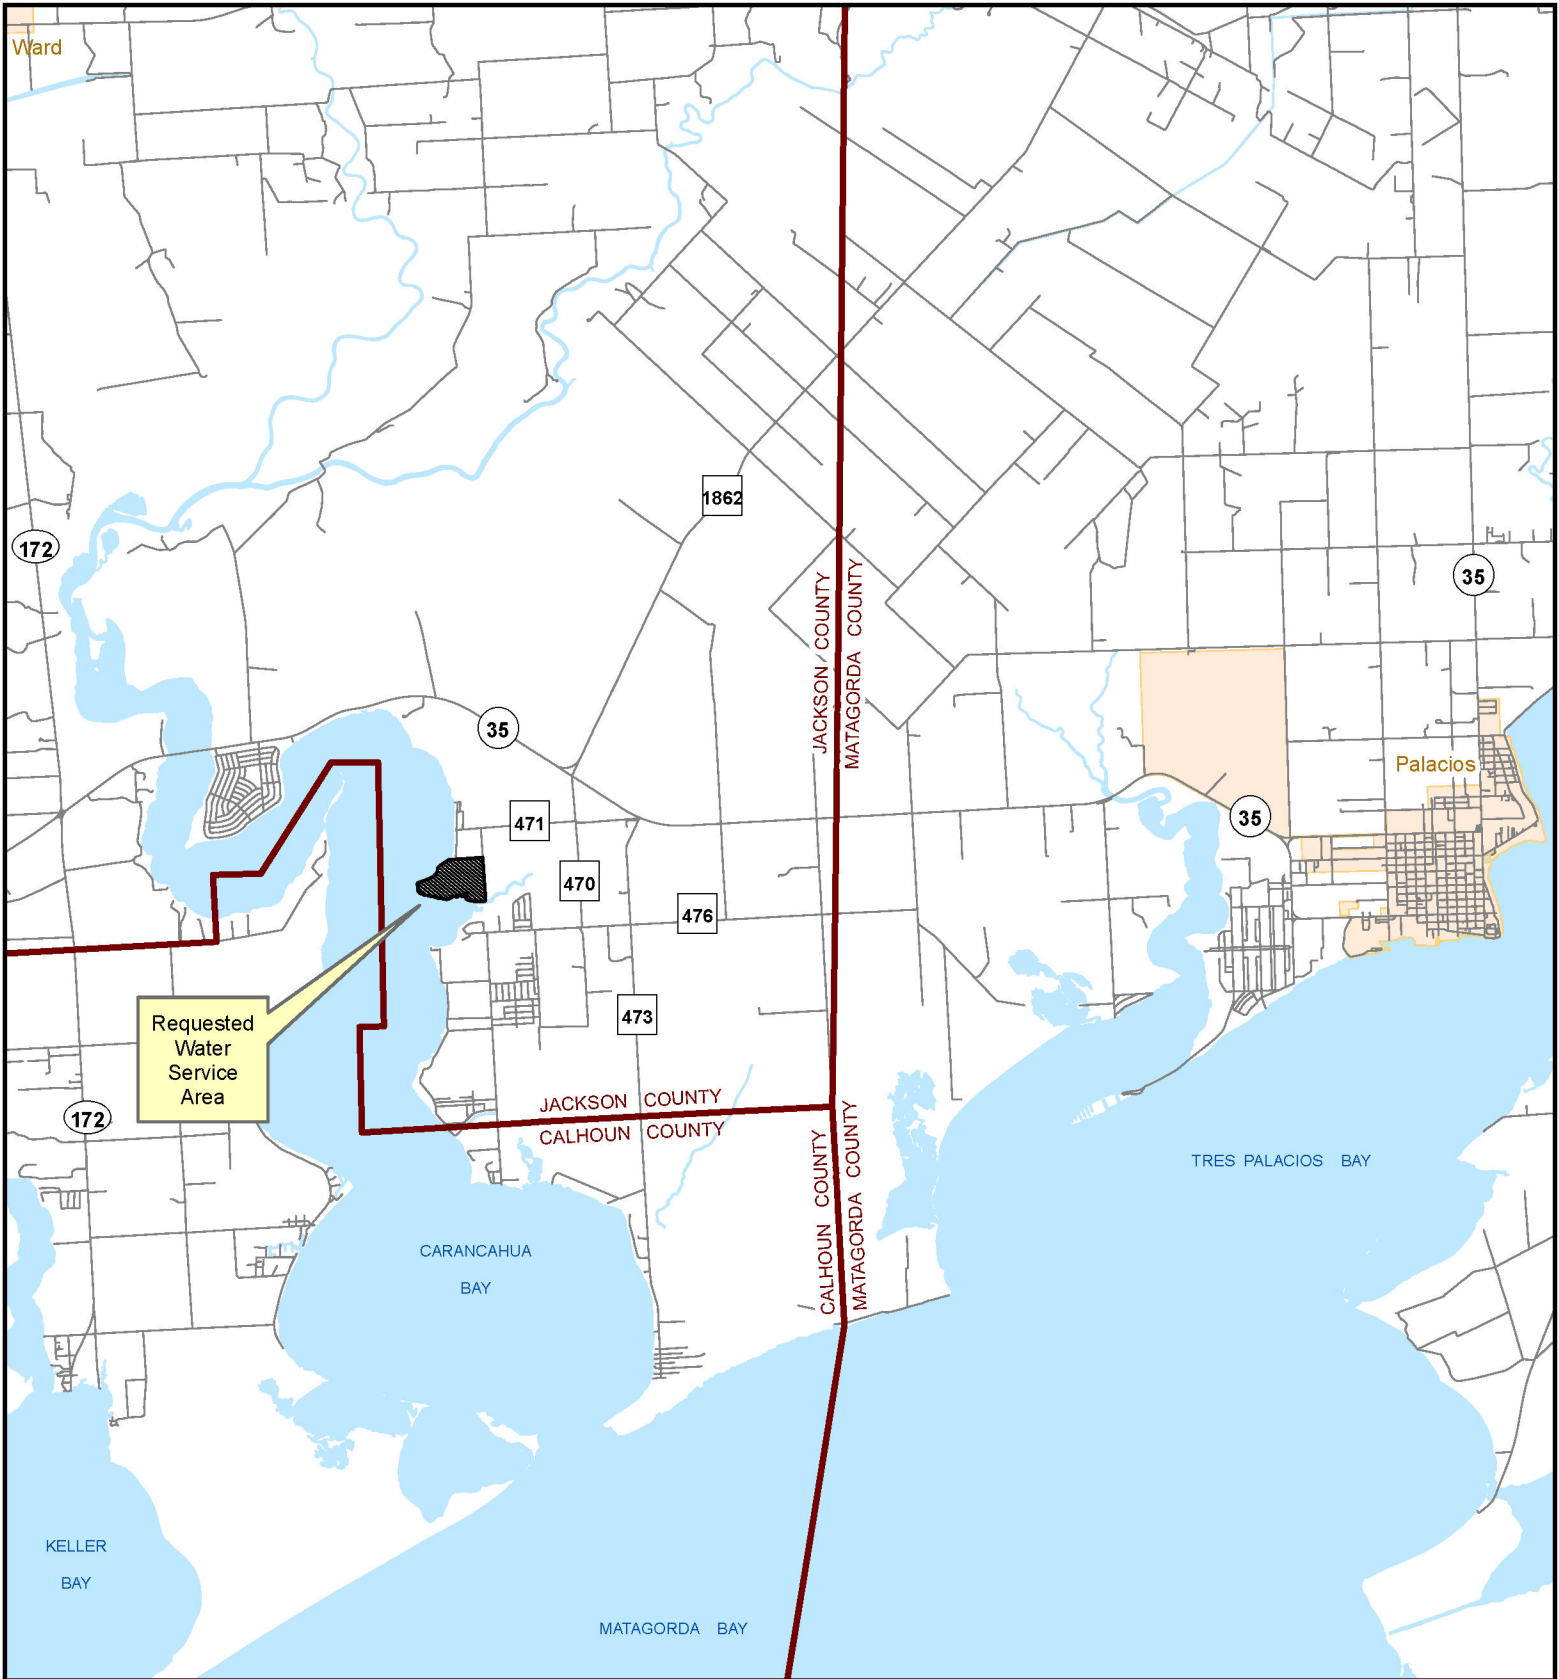 Ward
1862
172
35
JACKSON COUNTY
MATAGORDA COUNTY
35
Palacios
471
35
470
476
Requested
Water
Service
Area
473
172
JACKSON COUNTY
CALHOUN COUNTY
CALHOUN COUNTY
MATAGORDA COUNTY
TRES PALACIOS BAY
CARANCAHUA
BAY
KELLER
BAY
MATAGORDA BAY